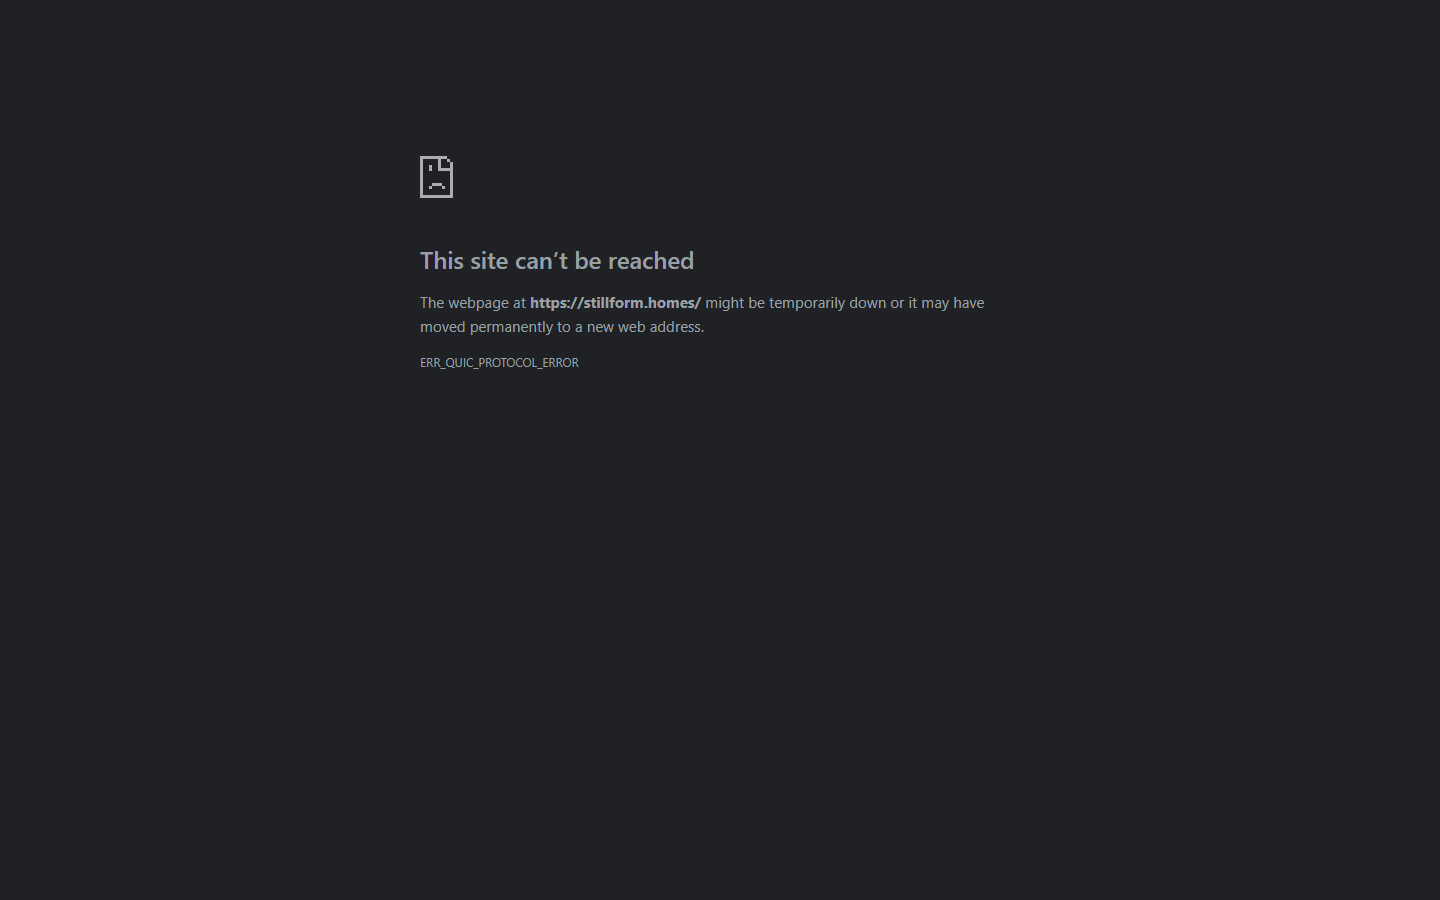 This site can’t be reached
The webpage at https://stillform.homes/ might be temporarily down or it may have
moved permanently to a new web address.
ERR_QUIC_PROTOCOL_ERROR